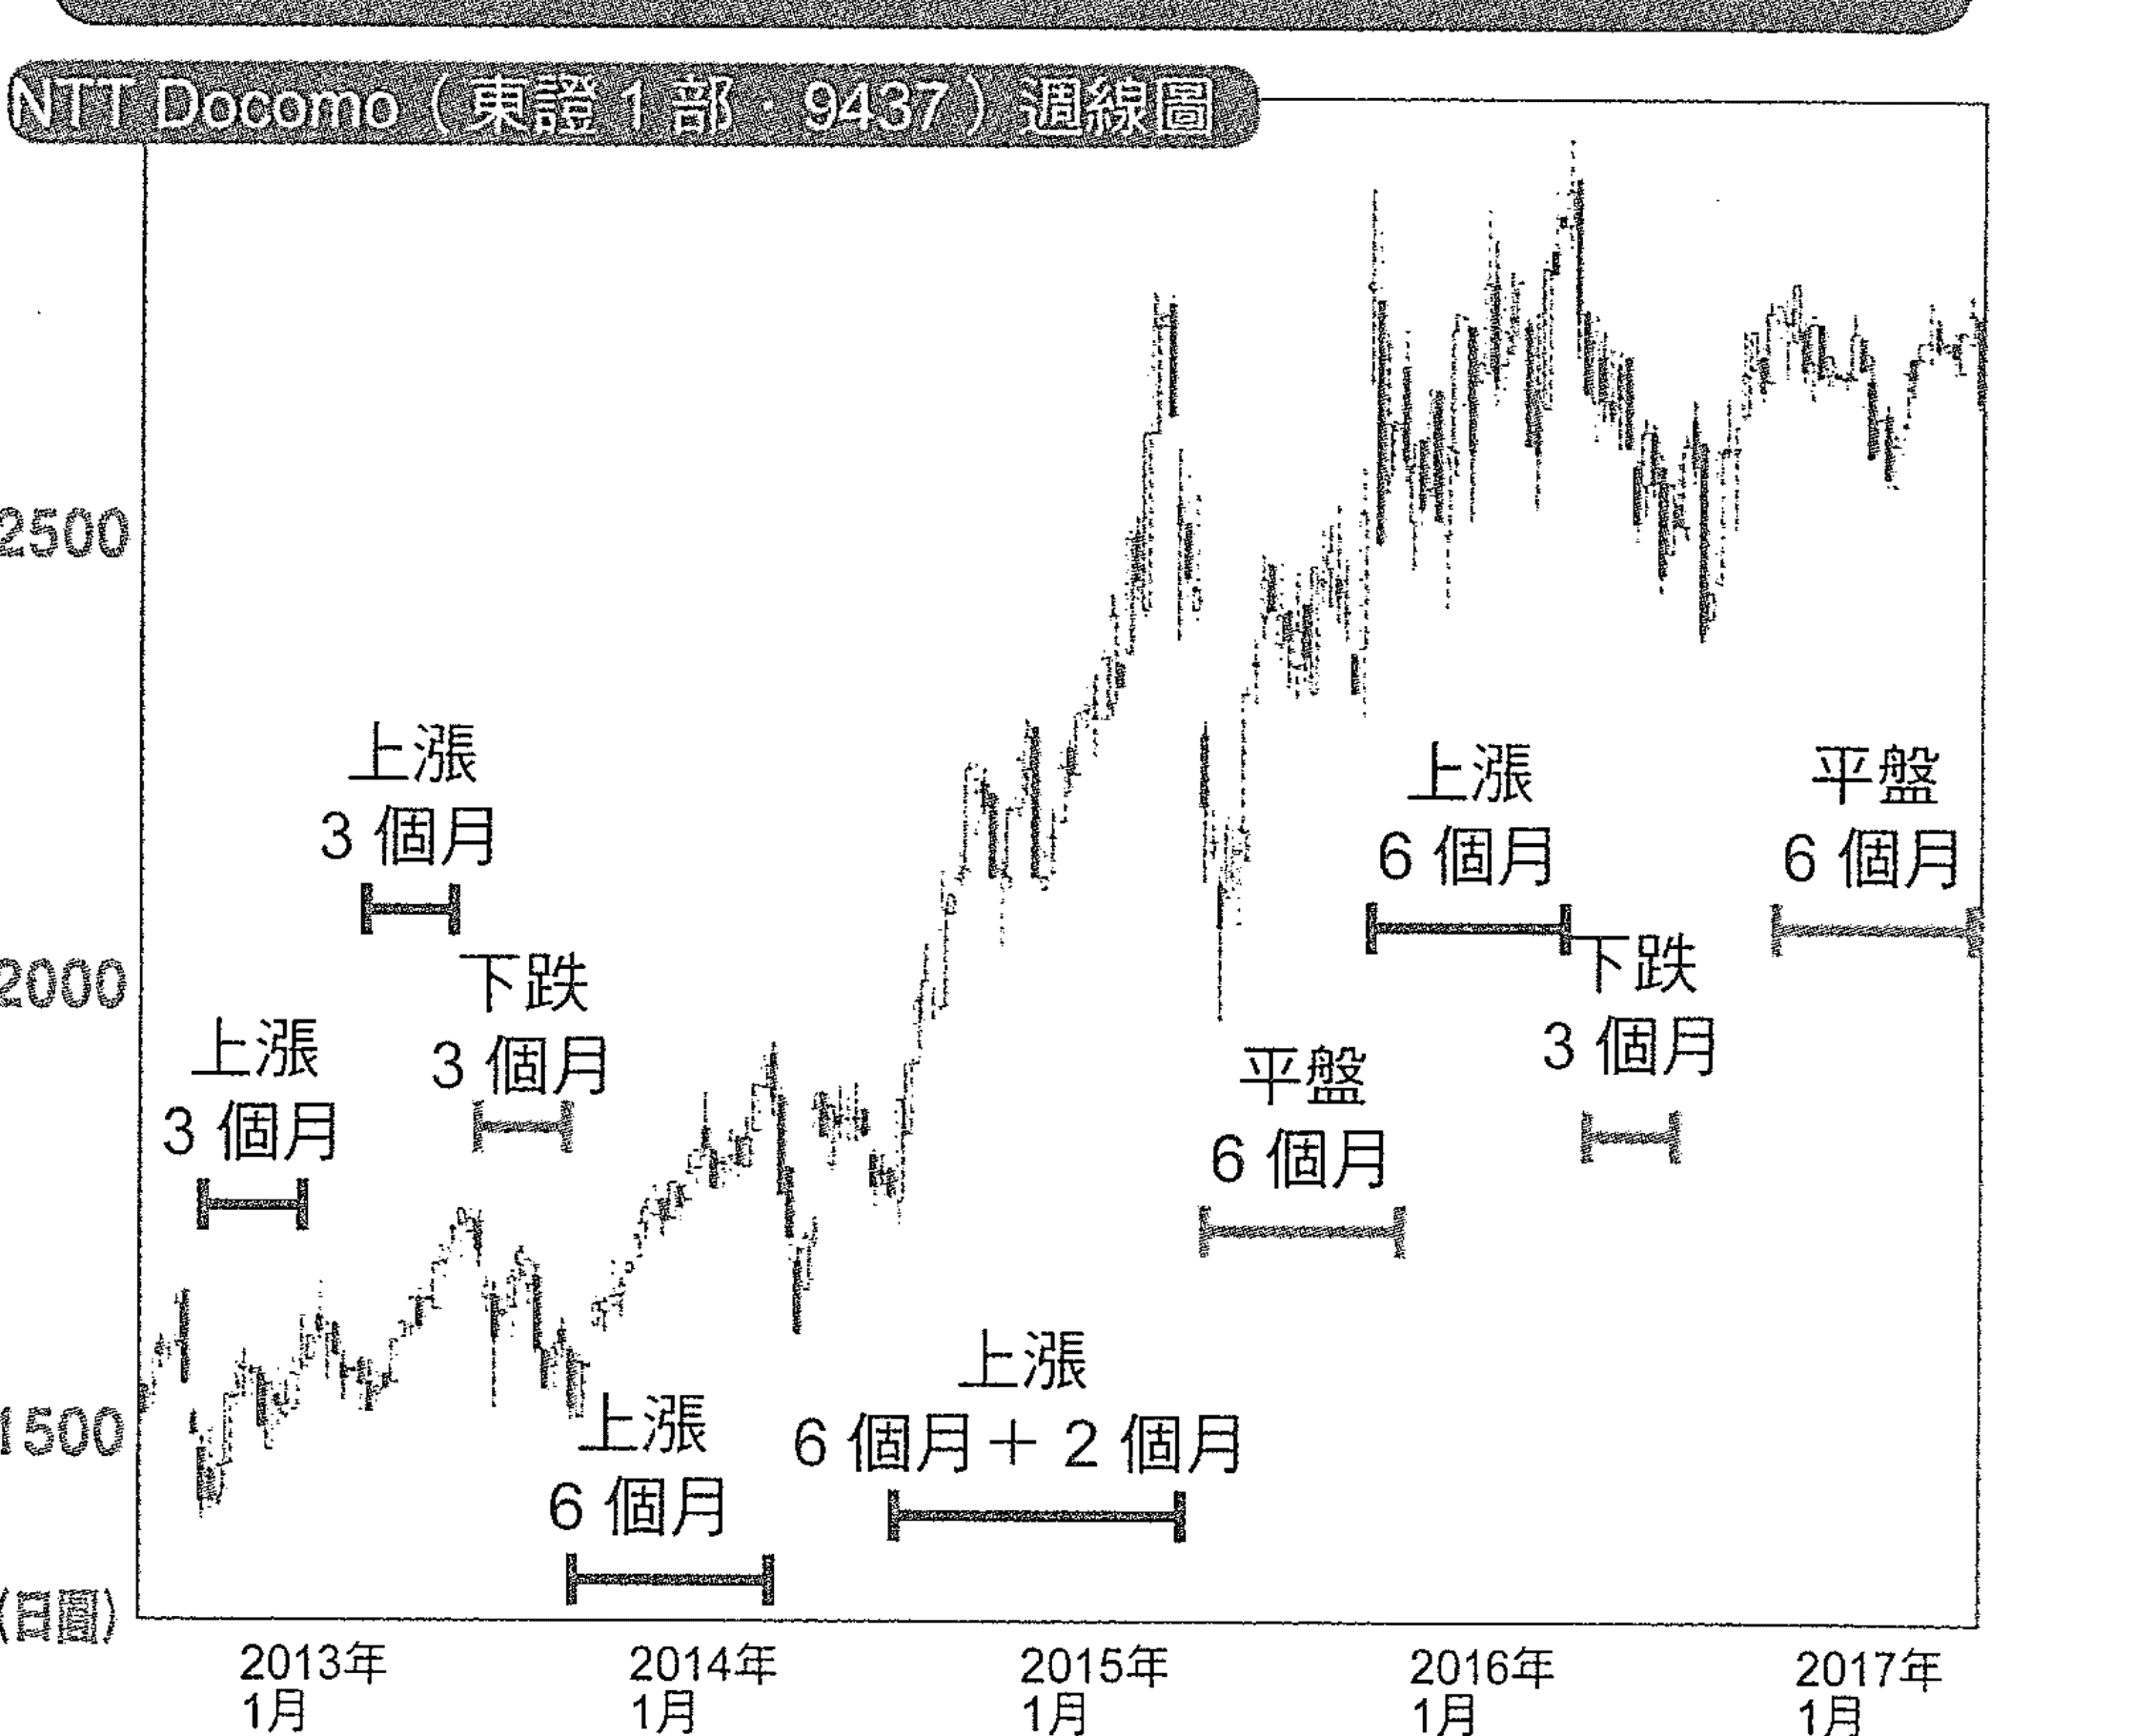 NTT Docomo（東證 1 部・9437）週線圖
2500
2000
1500
(日圓)
上漲
3 個月
上漲
3 個月
下跌
3 個月
上漲
6 個月
上漲
6 個月＋ 2 個月
平盤
6 個月
上漲
6 個月
下跌
3 個月
平盤
6 個月
2013年
1月
2014年
1月
2015年
1月
2016年
1月
2017年
1月